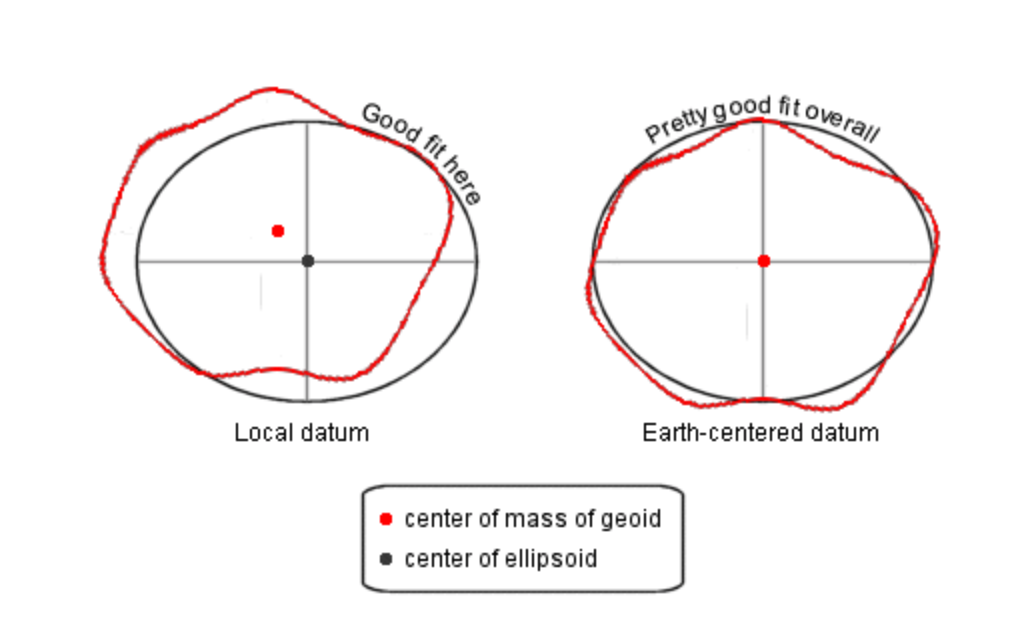 Good fit here
Pretty good fit overall
Local datum
Earth-centered datum
center of mass of geoid
center of ellipsoid